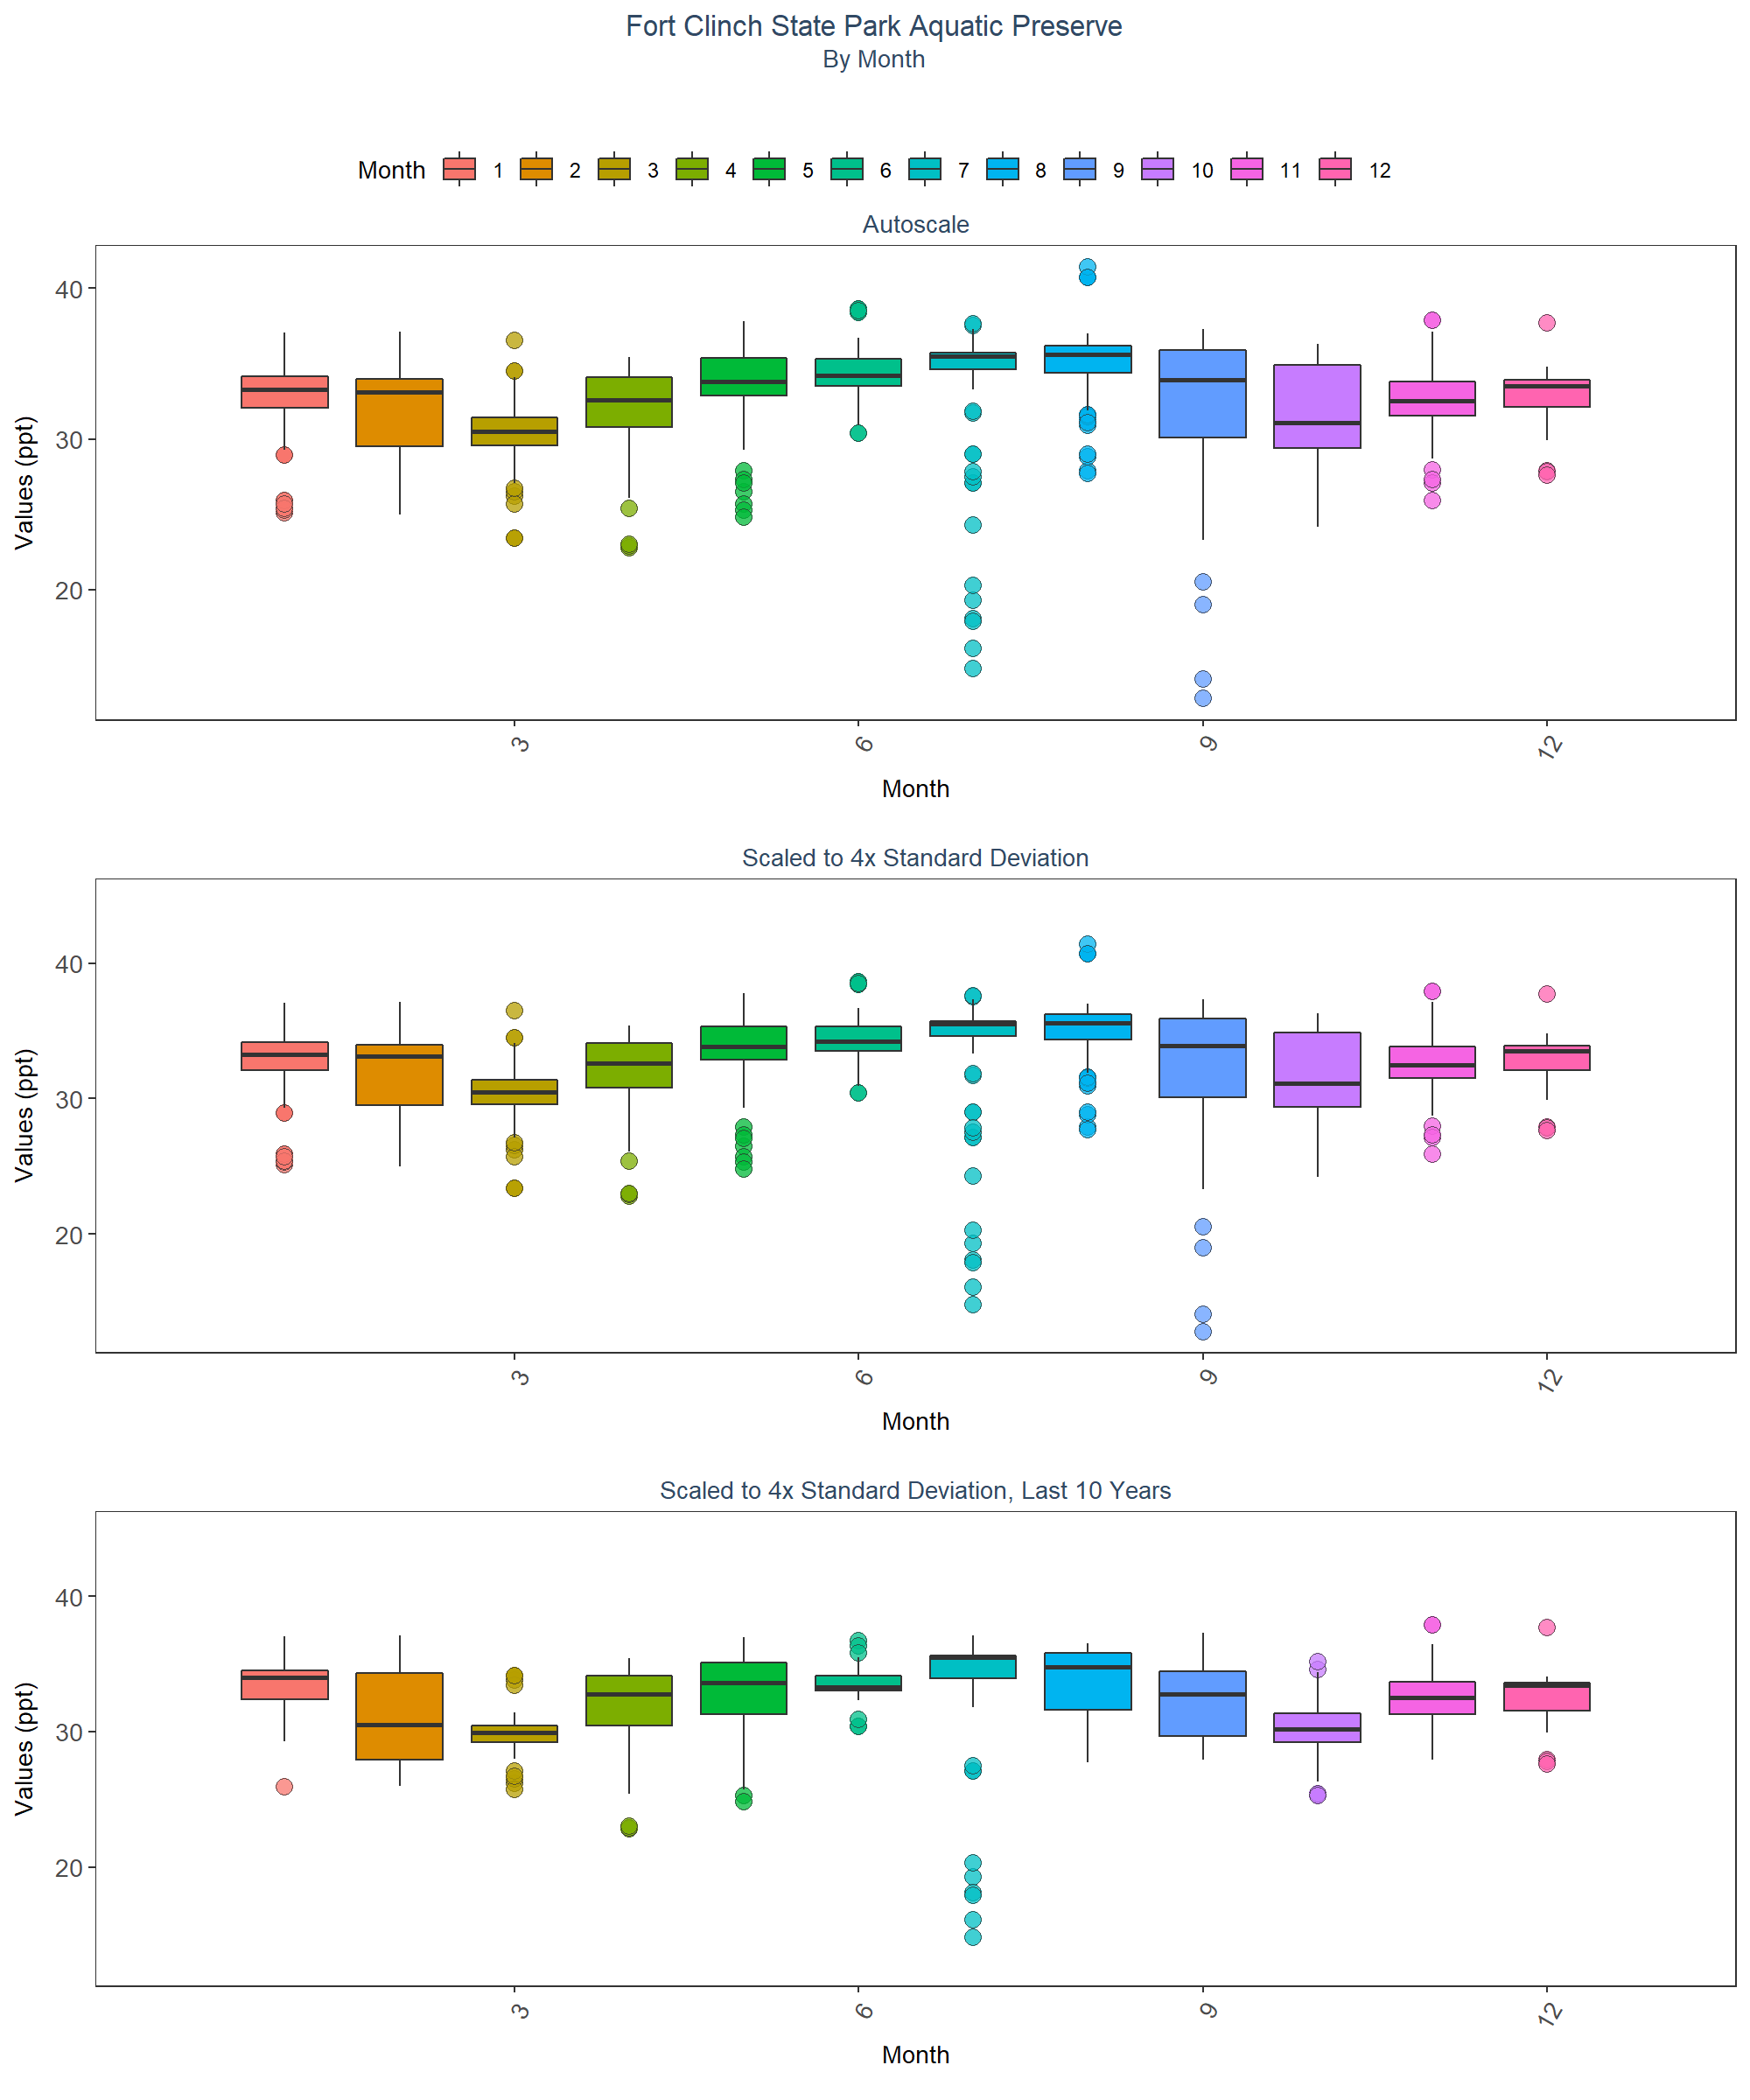 Fort Clinch State Park Aquatic Preserve
By Month
Month 1 2 3 4 5 6 7 8 9 10 11 12
Autoscale
Values (ppt)
40
30
20
3 6 9 12
Month
Scaled to 4x Standard Deviation
Values (ppt)
40
30
20
3 6 9 12
Month
Scaled to 4x Standard Deviation, Last 10 Years
Values (ppt)
40
30
20
3 6 9 12
Month